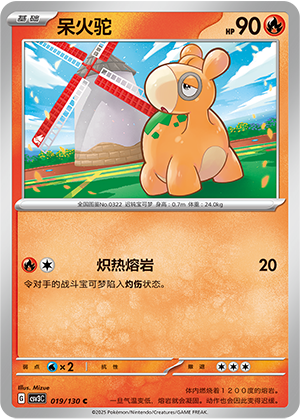 基础
呆火驼
HP 90
全国图鉴 No.0322 迟钝宝可梦 身高：0.7m 体重：24.0kg
炽热熔岩 20
令对手的战斗宝可梦陷入灼伤状态。
弱点 ×2 抗性 撤退
Illus. Mizue
G CSV3C 019/130 C
体内燃烧着1200度的熔岩。
一旦气温变低，熔岩就会凝固，动作也会变得迟钝。
©2025 Pokémon/Nintendo/Creatures/GAME FREAK.